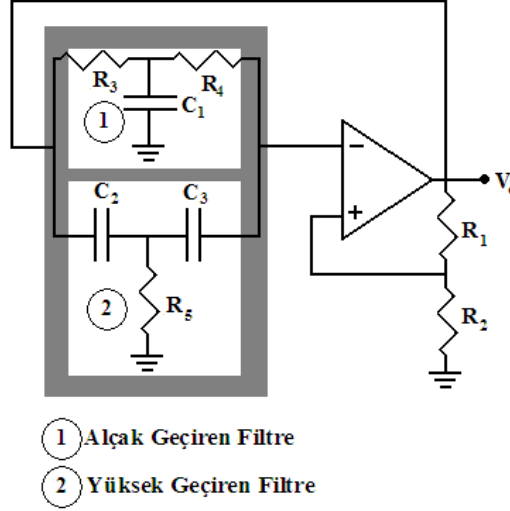 R3
R4
C1
1
C2
C3
2
R5
−
+
V
R1
R2
1 Alçak Geçiren Filtre
2 Yüksek Geçiren Filtre